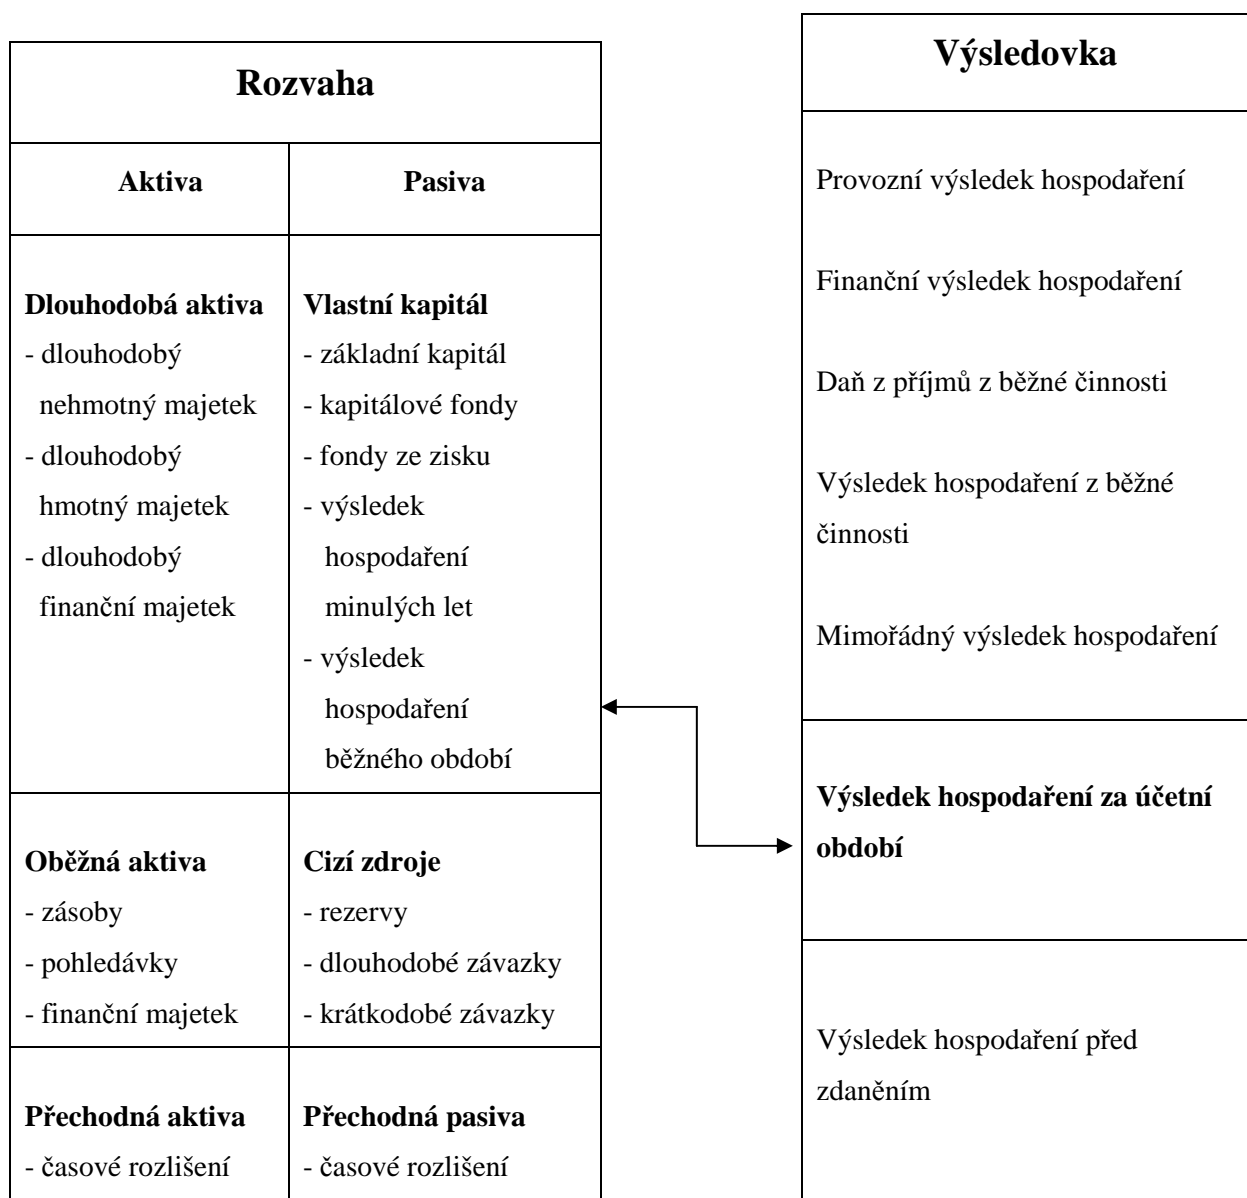 Rozvaha
Aktiva
Pasiva
Dlouhodobá aktiva
- dlouhodobý
nehmotný majetek
- dlouhodobý
hmotný majetek
- dlouhodobý
finanční majetek
Vlastní kapitál
- základní kapitál
- kapitálové fondy
- fondy ze zisku
- výsledek
hospodaření
minulých let
- výsledek
hospodaření
běžného období
Oběžná aktiva
- zásoby
- pohledávky
- finanční majetek
Cizí zdroje
- rezervy
- dlouhodobé závazky
- krátkodobé závazky
Přechodná aktiva
- časové rozlišení
Přechodná pasiva
- časové rozlišení
Výsledovka
Provozní výsledek hospodaření
Finanční výsledek hospodaření
Daň z příjmů z běžné činnosti
Výsledek hospodaření z běžné
činnosti
Mimořádný výsledek hospodaření
Výsledek hospodaření za účetní
období
Výsledek hospodaření před
zdaněním